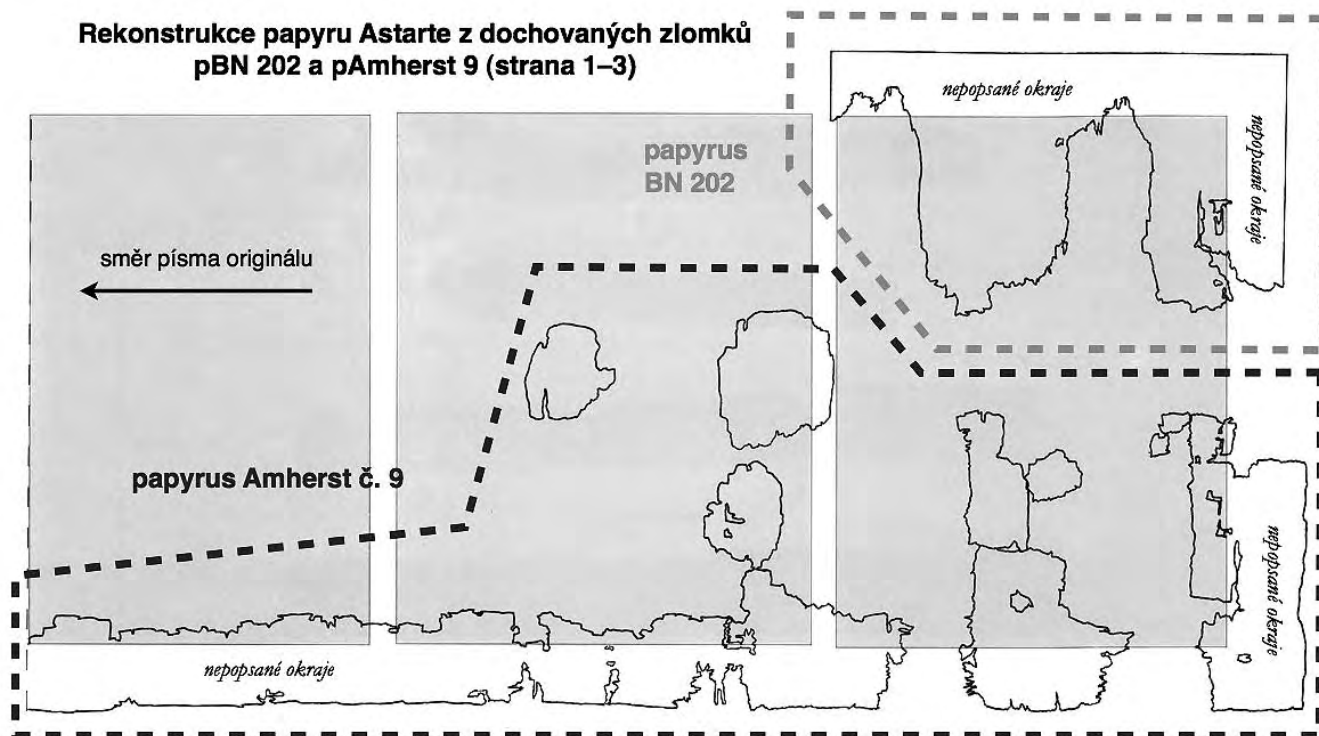 Rekonstrukce papyru Astarte z dochovaných zlomků
pBN 202 a pAmherst 9 (strana 1–3)
nepopsané okraje
nepopsané okraje
papyrus
BN 202
směr písma originálu
papyrus Amherst č. 9
nepopsané okraje
nepopsané okraje